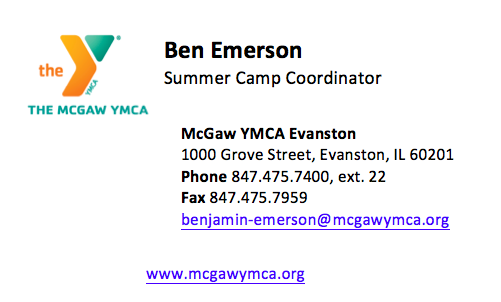 Ben Emerson
Summer Camp Coordinator
the
YMCA
THE MCGAW YMCA
McGaw YMCA Evanston
1000 Grove Street, Evanston, IL 60201
Phone 847.475.7400, ext. 22
Fax 847.475.7959
benjamin-emerson@mcgawymca.org
www.mcgawymca.org